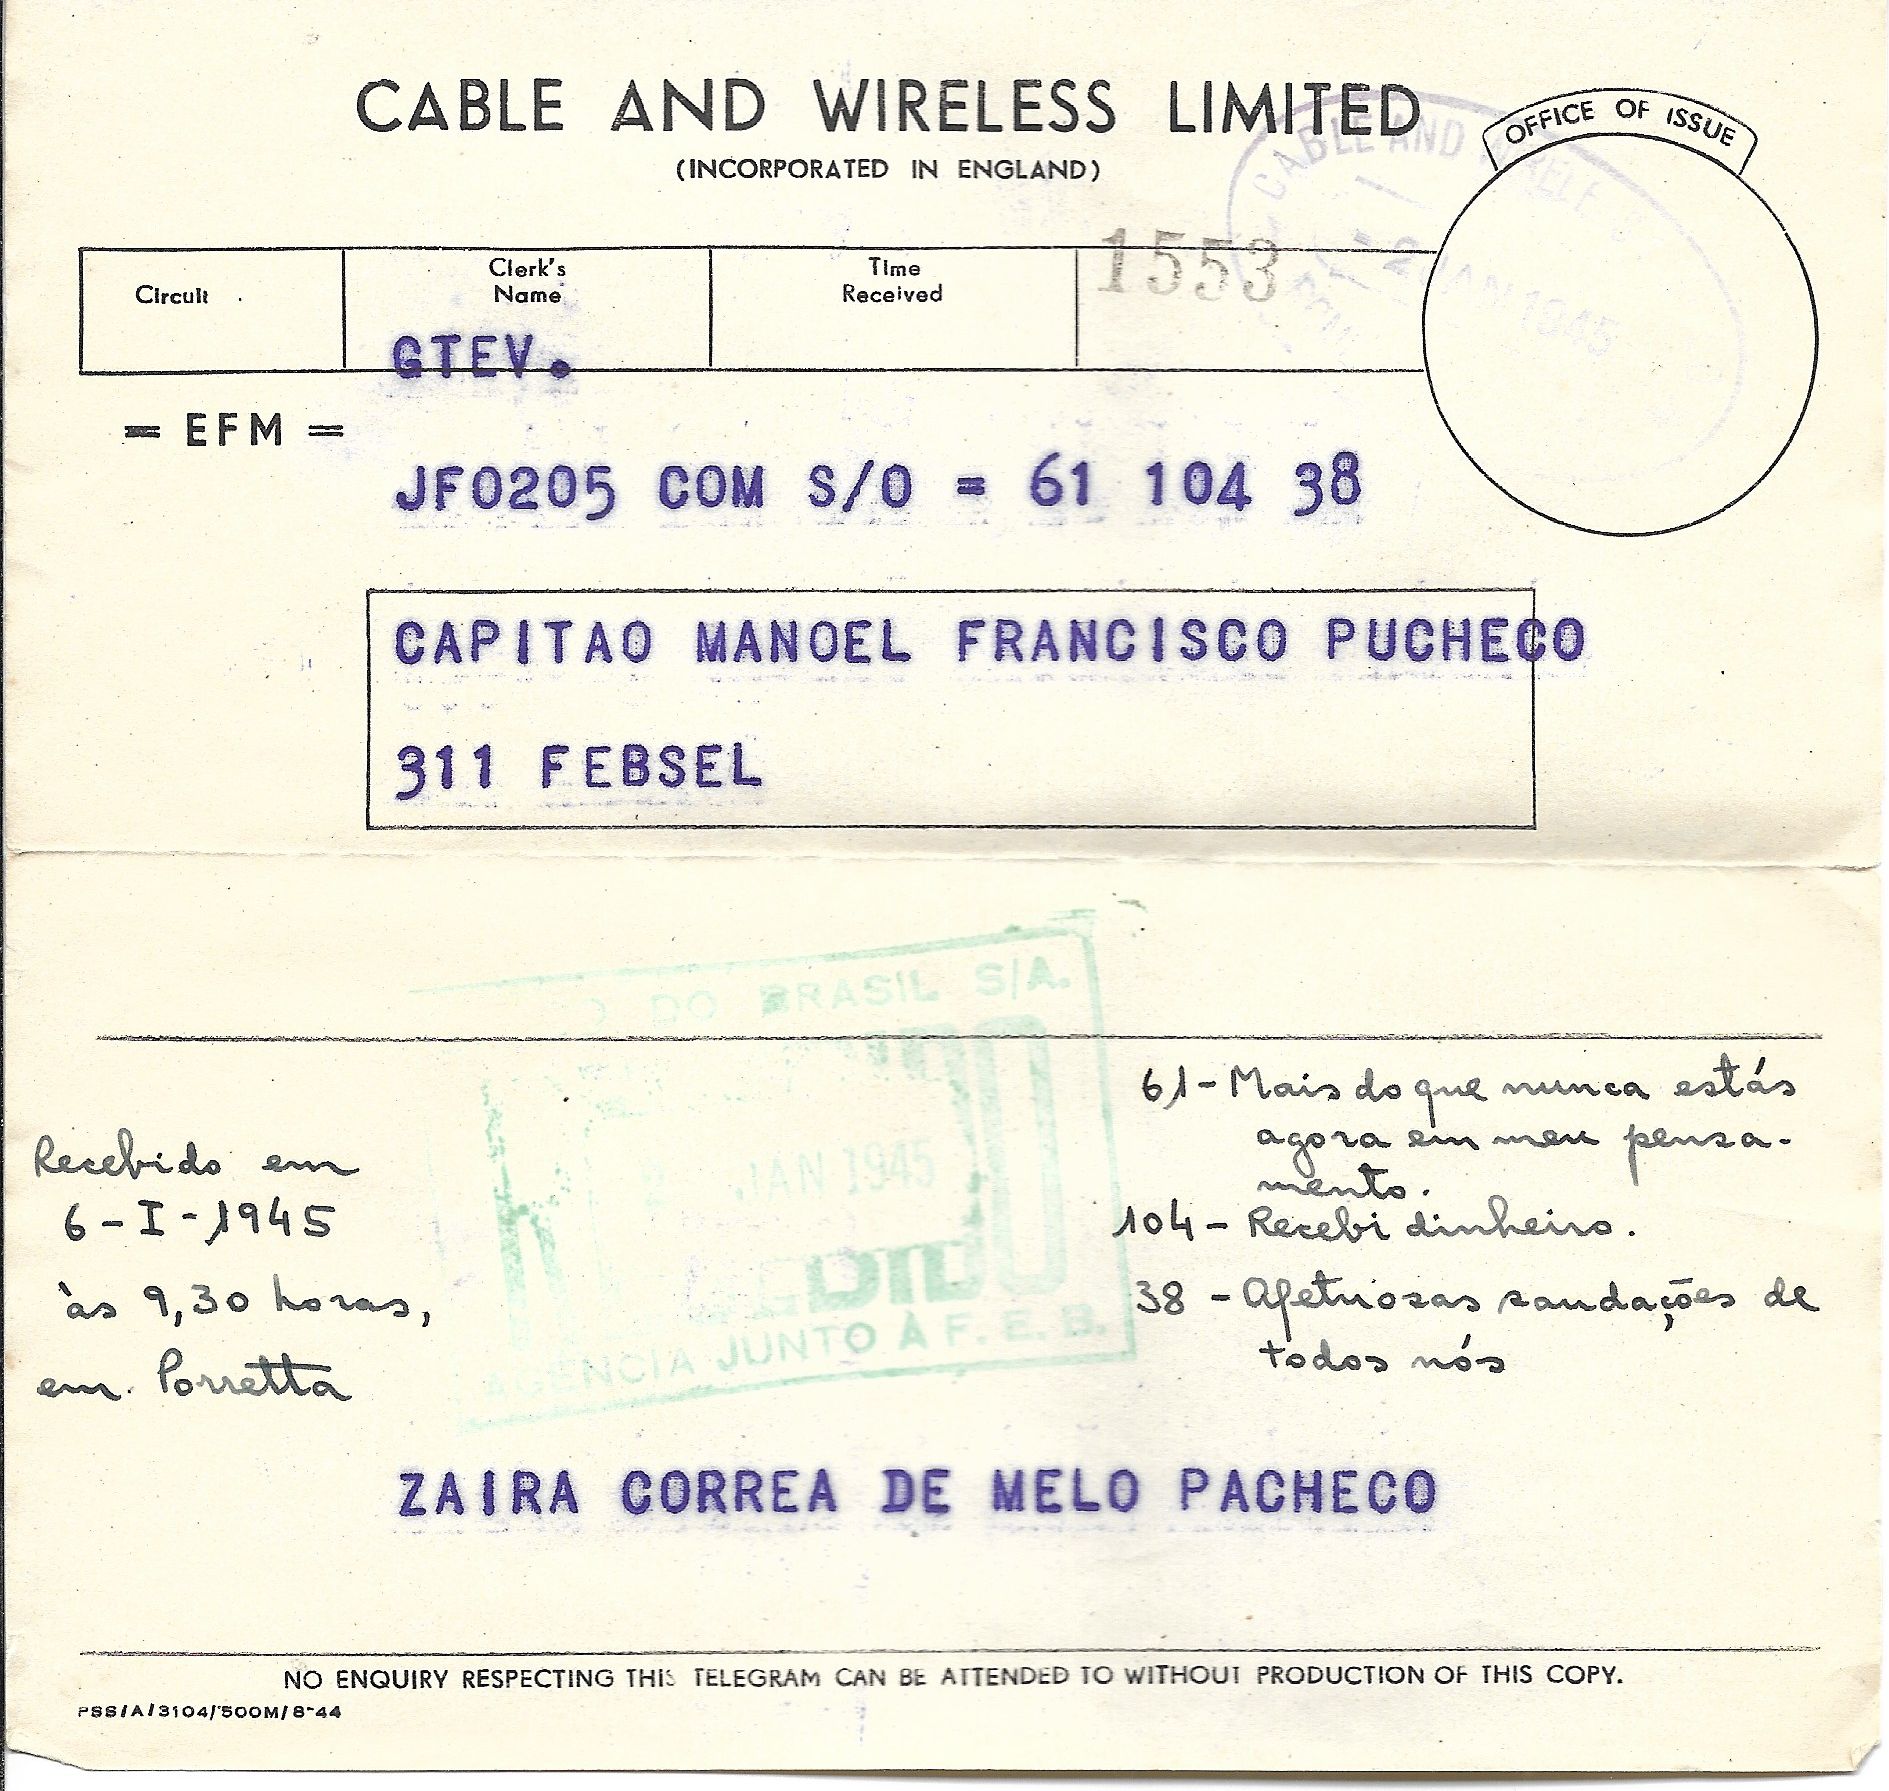 CABLE AND WIRELESS LIMITED
(INCORPORATED IN ENGLAND)
OFFICE OF ISSUE
CABLE AND
JAN 1945
Circuit
Clerk's
Name
Time
Received
1553
GTEV.
= EFM =
JF0205 COM S/O = 61 104 38
CAPITAO MANOEL FRANCISCO PUCHECO
311 FEBSEL
DO BRASIL S/A.
JAN 1945
AGENCIA JUNTO À F. E. B.
Recebido em
6-I-1945
às 9,30 horas,
em Porretta
61-Mais do que nunca estás
agora em meu pensa-
mento.
104-Recebi dinheiro.
38-Afetuosas saudações de
todos nós
ZAIRA CORREA DE MELO PACHECO
NO ENQUIRY RESPECTING THIS TELEGRAM CAN BE ATTENDED TO WITHOUT PRODUCTION OF THIS COPY.
PSS/A/3104/500M/8-44